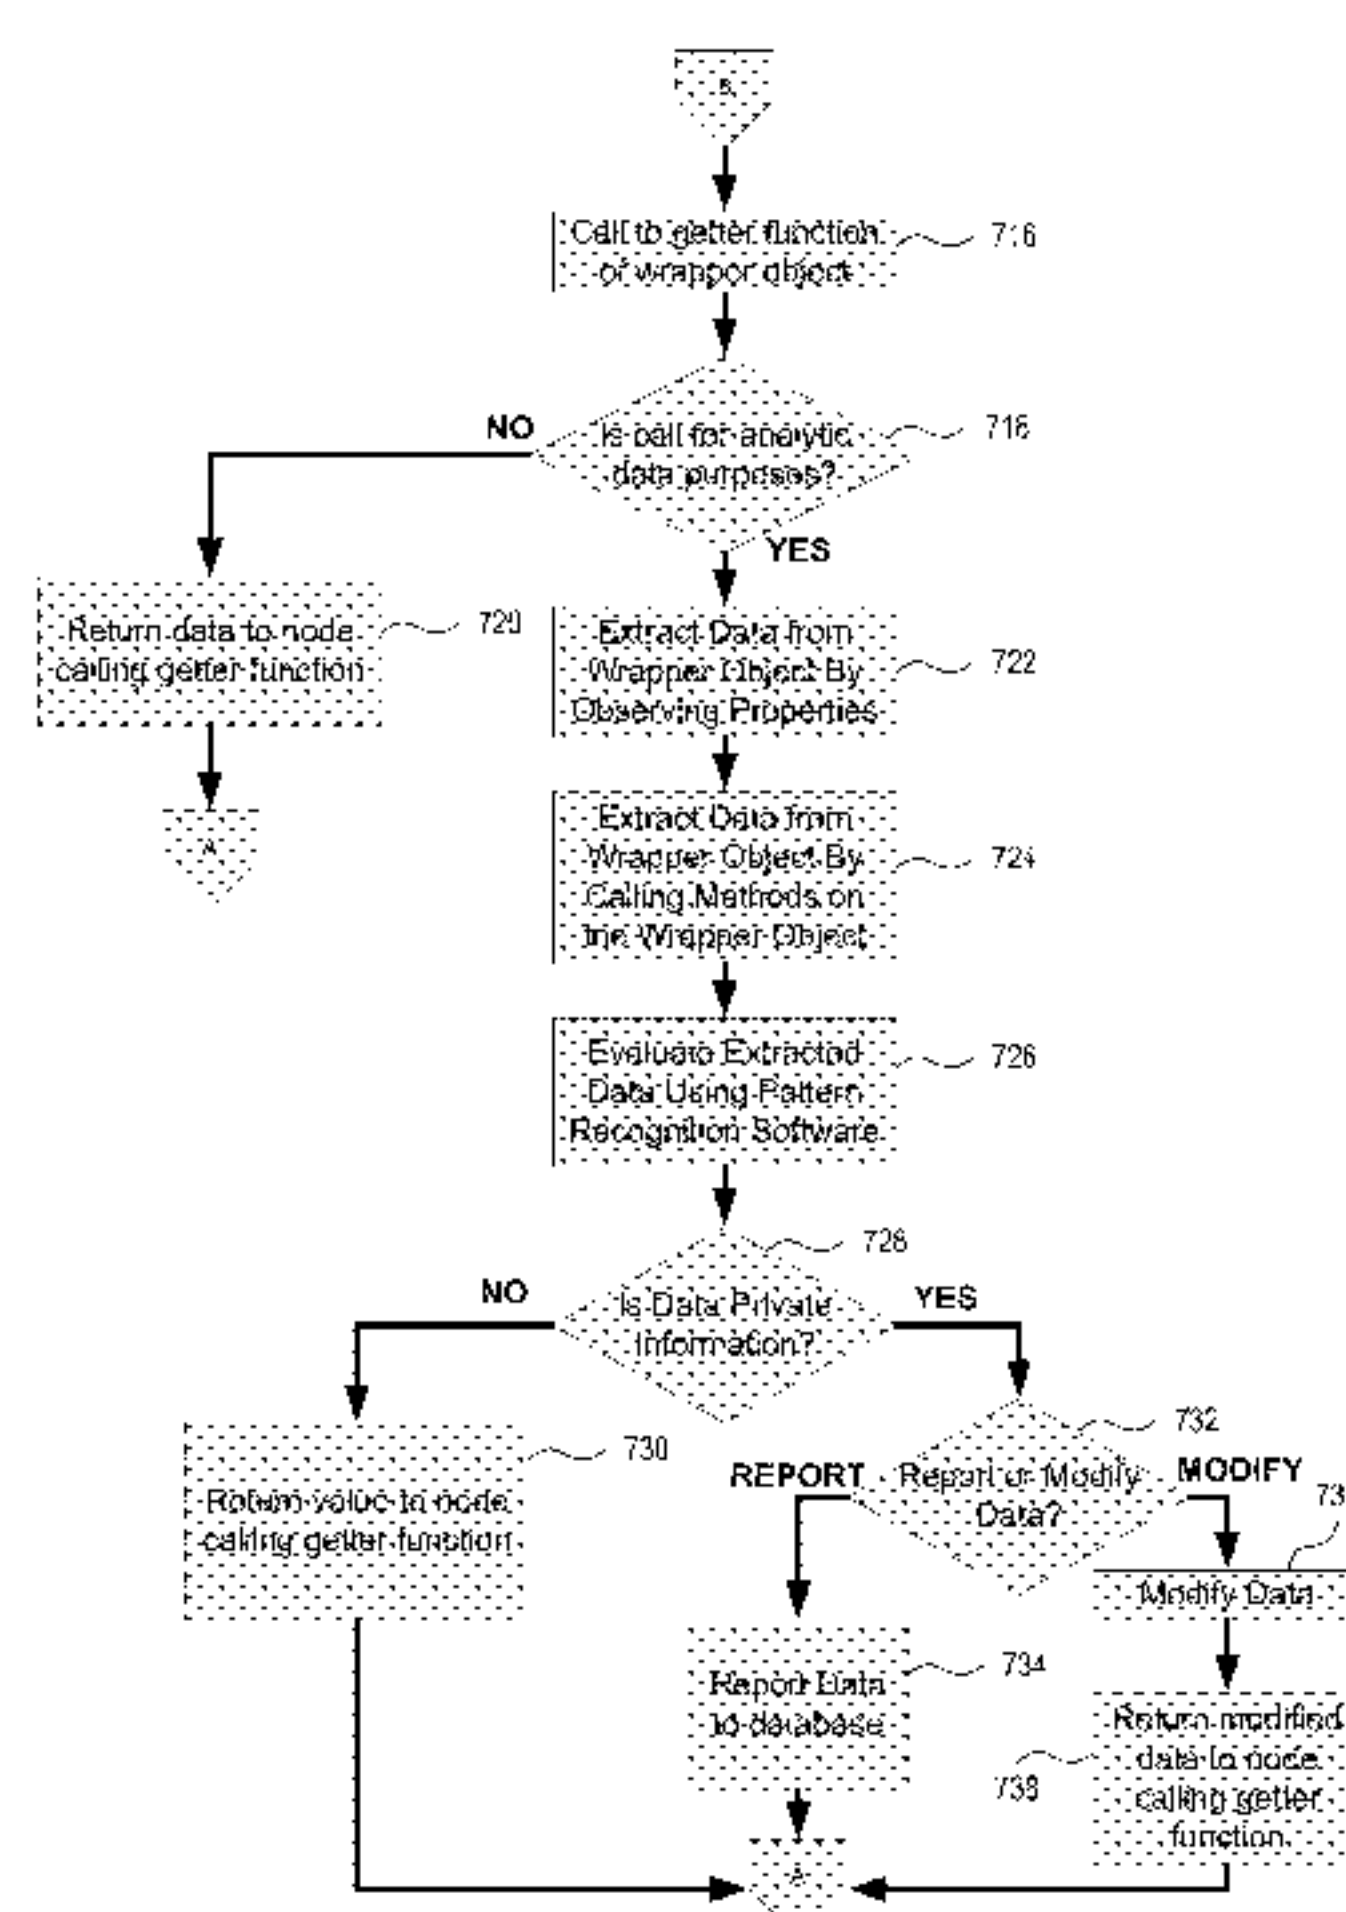 B
Call to getter function
of wrapper object
716
NO
Is call for analytic
data purposes?
718
YES
Return data to node
calling getter function
720
Extract Data from
Wrapper Object By
Observing Properties
722
A
Extract Data from
Wrapper Object By
Calling Methods on
the Wrapper Object
724
Evaluate Extracted
Data Using Pattern
Recognition Software
726
728
NO
Is Data Private
Information?
YES
732
730
Return value to node
calling getter function
REPORT
Report or Modify
Data?
MODIFY
73
Modify Data
734
Report Data
to database
Return modified
data to node
calling getter
function
738
A